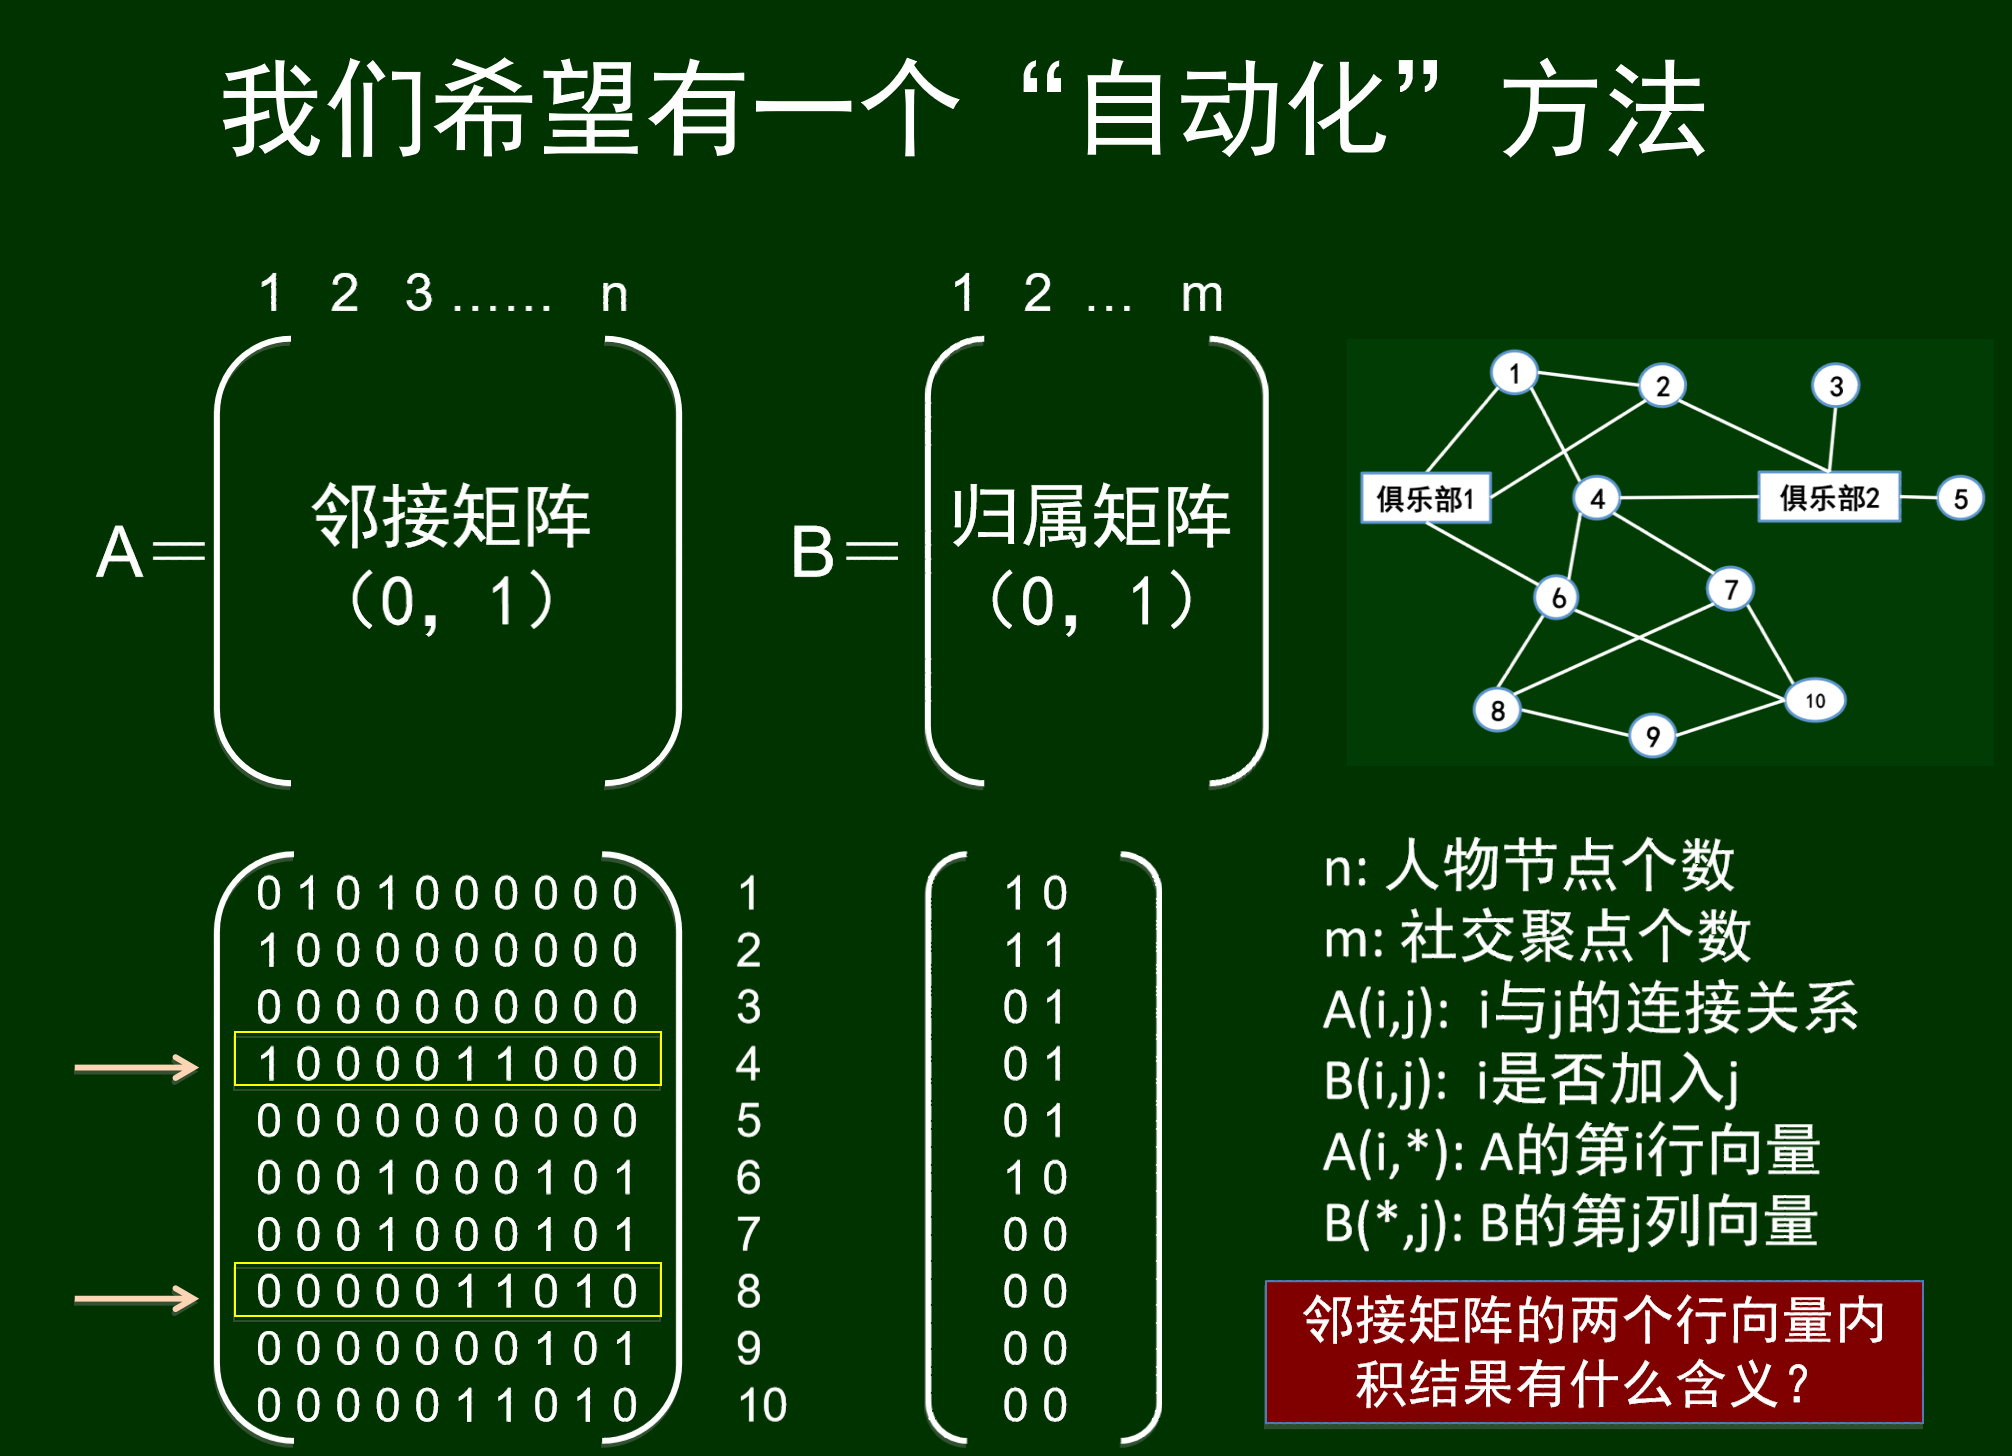 我们希望有一个“自动化”方法
1 2 3 …… n
A＝
邻接矩阵
（0，1）
1 2 … m
B＝
归属矩阵
（0，1）
1
2
3
俱乐部1
4
俱乐部2
5
6
7
8
9
10
0 1 0 1 0 0 0 0 0 0 1 1 0
1 0 0 0 0 0 0 0 0 0 2 1 1
0 0 0 0 0 0 0 0 0 0 3 0 1
1 0 0 0 0 1 1 0 0 0 4 0 1
0 0 0 0 0 0 0 0 0 0 5 0 1
0 0 0 1 0 0 0 1 0 1 6 1 0
0 0 0 1 0 0 0 1 0 1 7 0 0
0 0 0 0 0 1 1 0 1 0 8 0 0
0 0 0 0 0 0 0 1 0 1 9 0 0
0 0 0 0 0 1 1 0 1 0 10 0 0
n: 人物节点个数
m: 社交聚点个数
A(i,j): i与j的连接关系
B(i,j): i是否加入j
A(i,*): A的第i行向量
B(*,j): B的第j列向量
邻接矩阵的两个行向量内
积结果有什么含义？